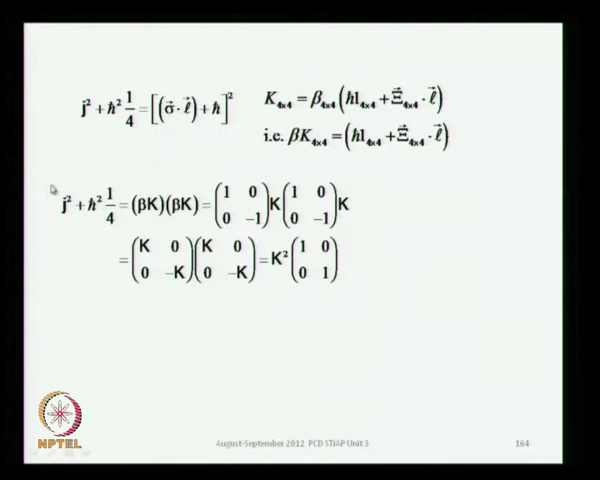 j² + ħ² 1/4 = [(σ⃗ · ℓ⃗) + ħ]²   K₄ₓ₄ = β₄ₓ₄ (ħ1₄ₓ₄ + Ξ⃗₄ₓ₄ · ℓ⃗)
i.e. βK₄ₓ₄ = (ħ1₄ₓ₄ + Ξ⃗₄ₓ₄ · ℓ⃗)
j² + ħ² 1/4 = (βK)(βK) = (1 0; 0 −1) K (1 0; 0 −1) K
= (K 0; 0 −K) (K 0; 0 −K) = K² (1 0; 0 1)
NPTEL
August-September 2012 PCD STiAP Unit 3   164